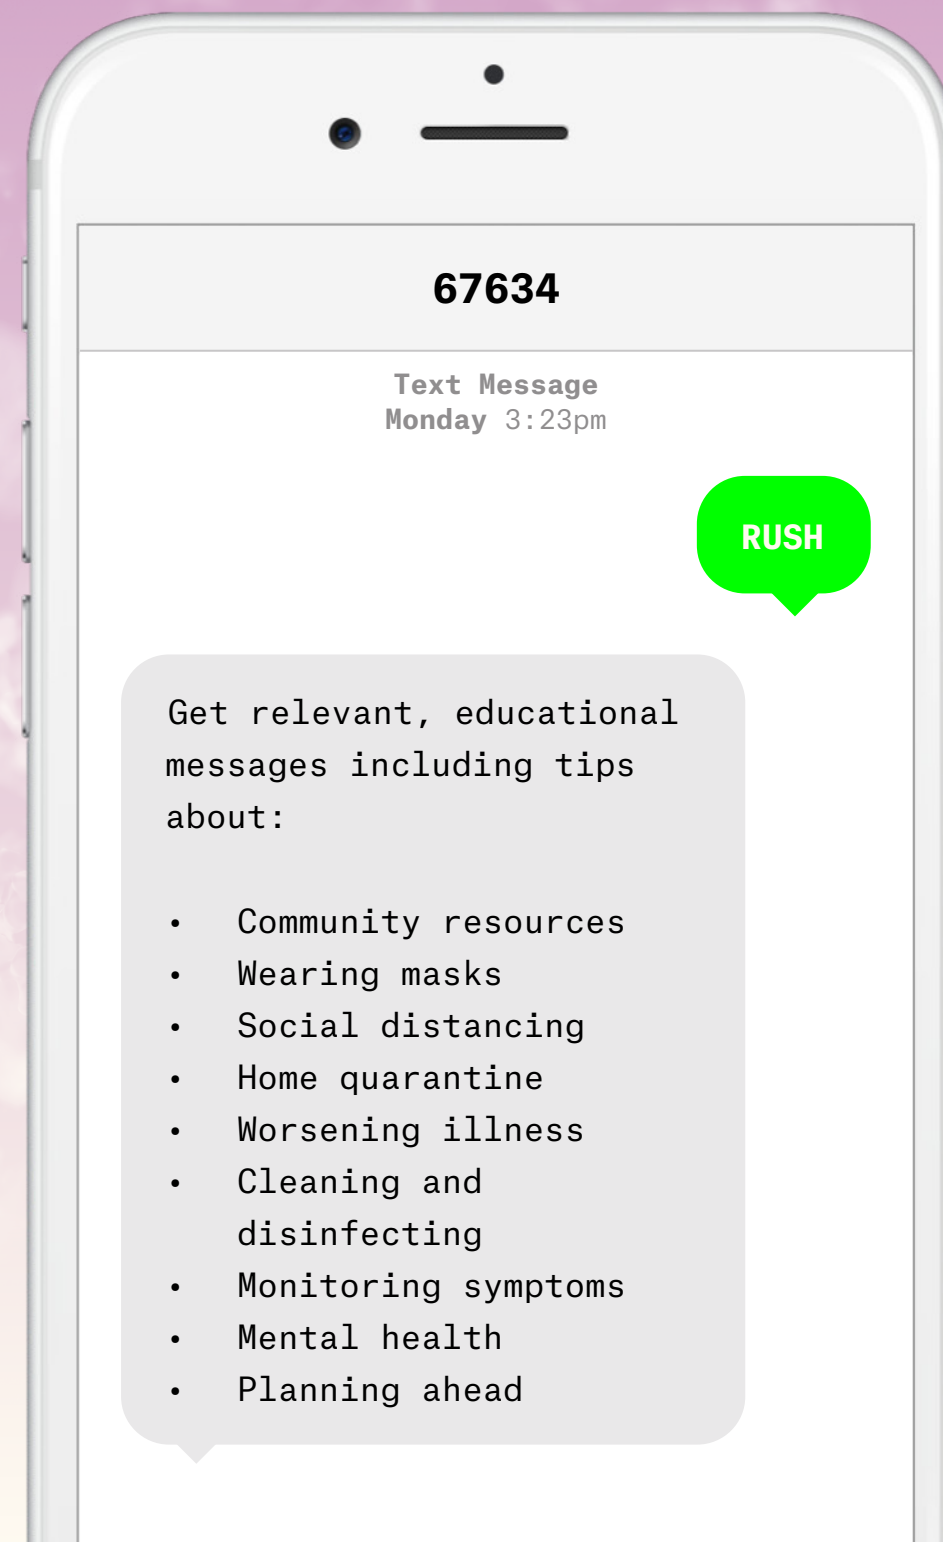 67634
Text Message
Monday 3:23pm
RUSH
Get relevant, educational
messages including tips
about:
• Community resources
• Wearing masks
• Social distancing
• Home quarantine
• Worsening illness
• Cleaning and
disinfecting
• Monitoring symptoms
• Mental health
• Planning ahead